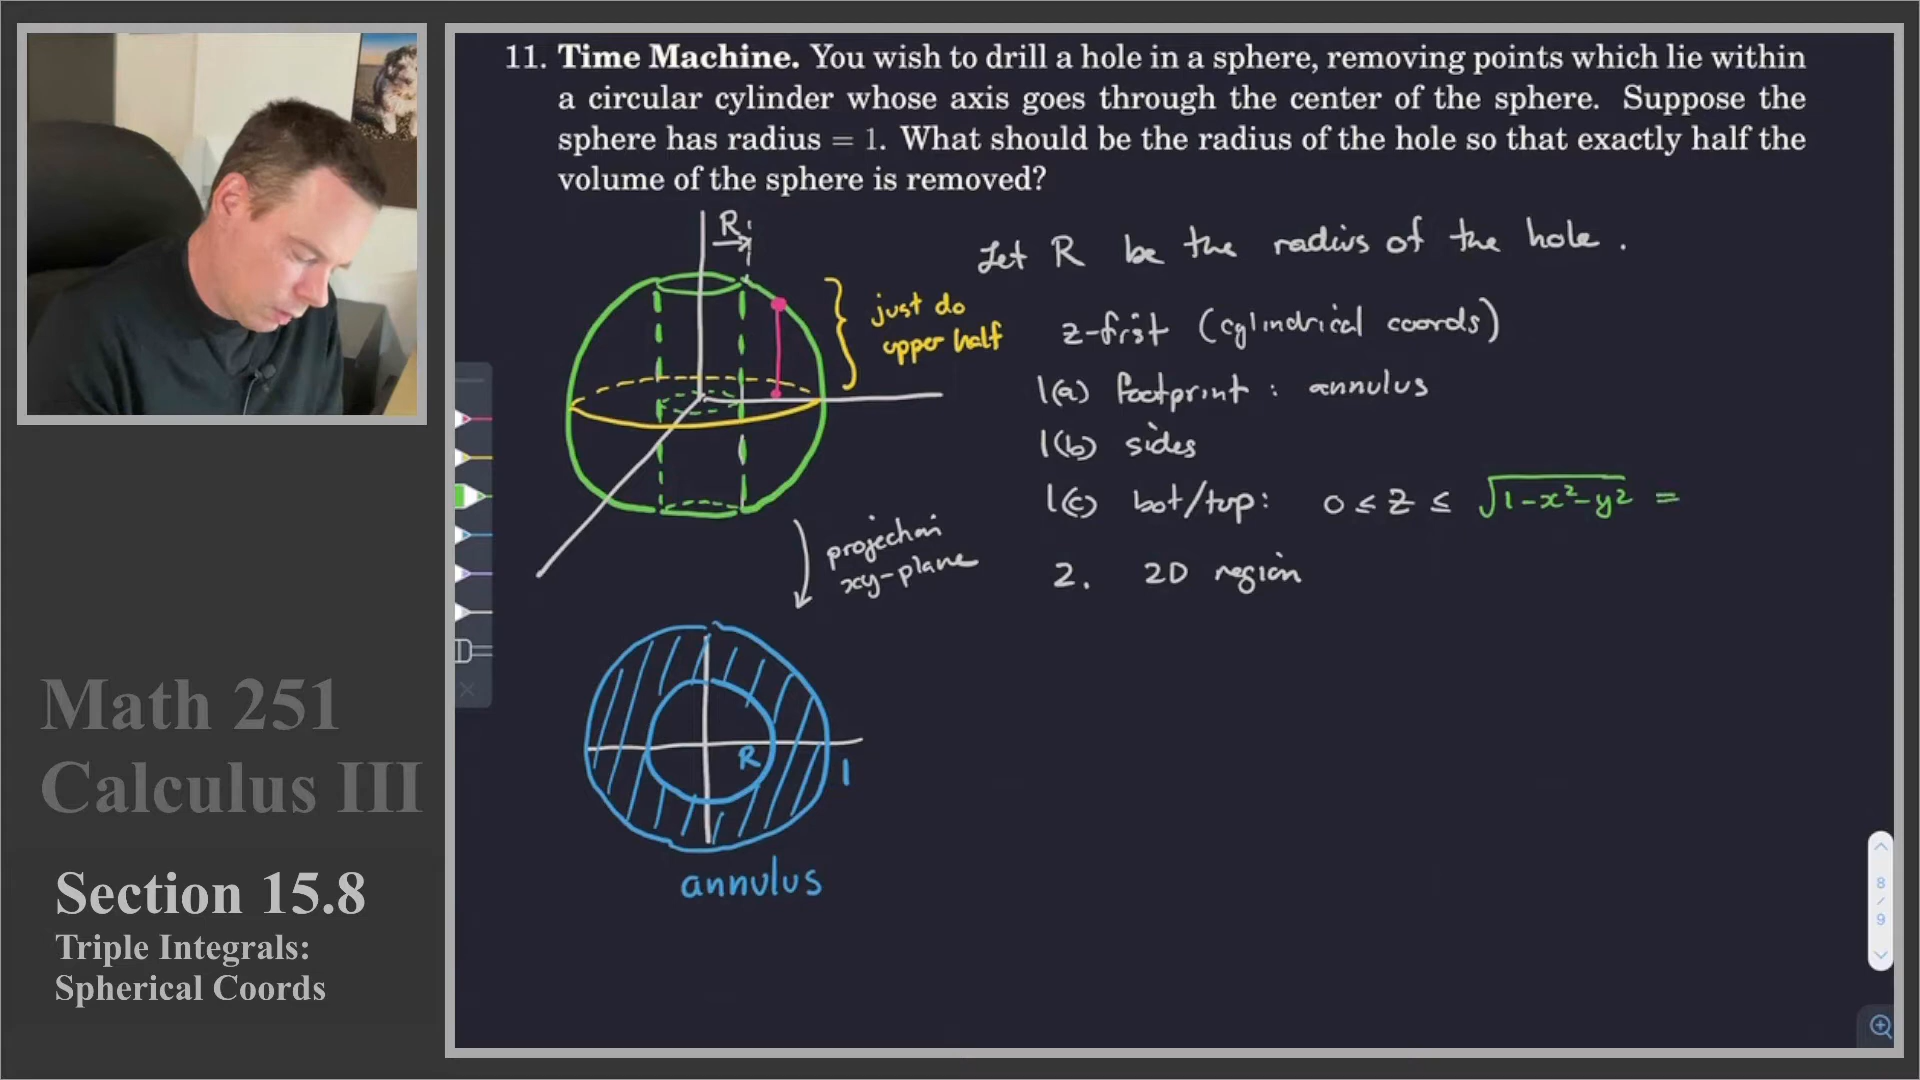 11. Time Machine. You wish to drill a hole in a sphere, removing points which lie within
a circular cylinder whose axis goes through the center of the sphere. Suppose the
sphere has radius = 1. What should be the radius of the hole so that exactly half the
volume of the sphere is removed?
R
Let R be the radius of the hole.
just do
upper half
z-first (cylindrical coords)
1(a) footprint: annulus
1(b) sides
1(c) bot/top: 0 ≤ z ≤ √1-x²-y² =
projection
xy-plane
2. 2D region
R
1
annulus
Math 251
Calculus III
Section 15.8
Triple Integrals:
Spherical Coords
8
/
9